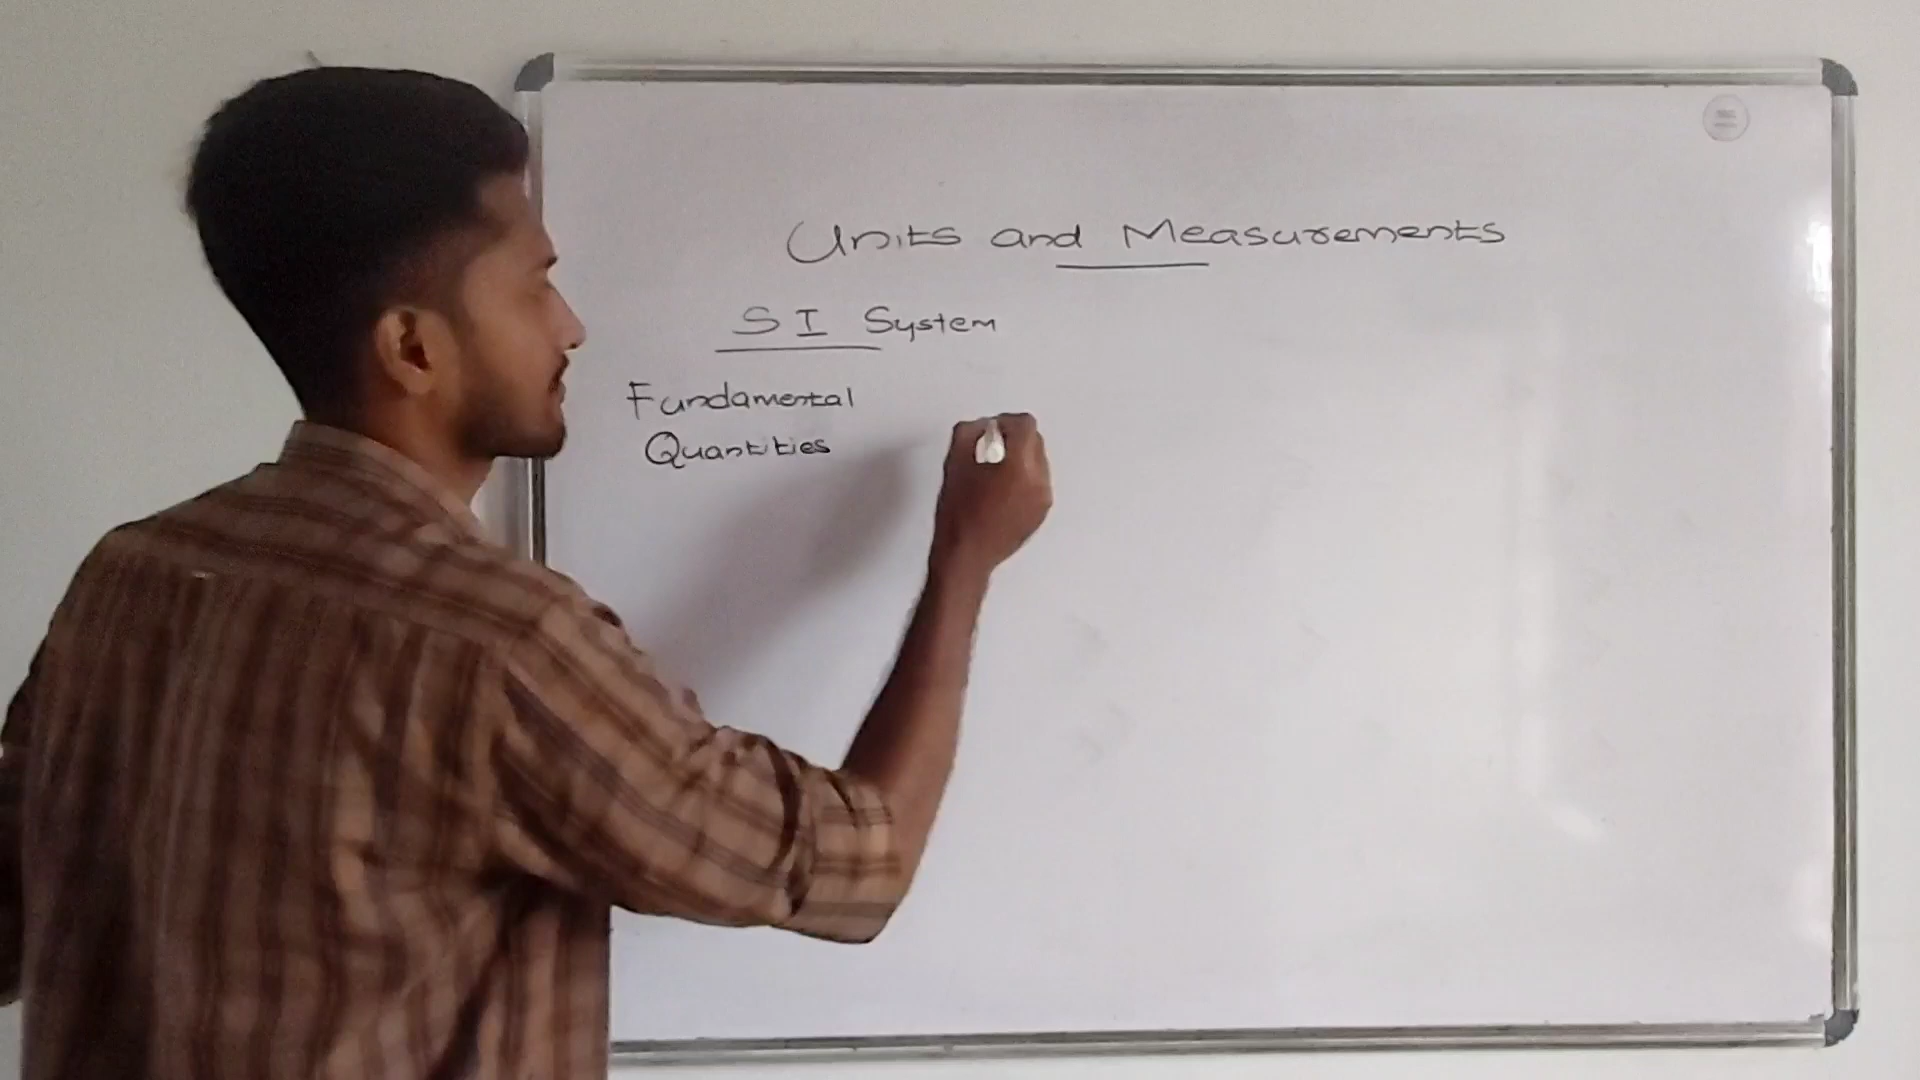 Units and Measurements
SI System
Fundamental
Quantities